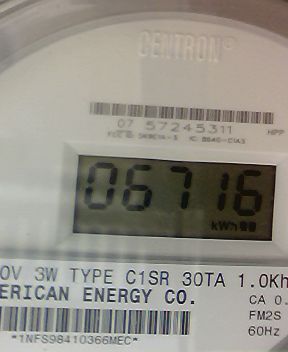 CENTRON®
07 57245311 HPP
06716
kWh
0V 3W TYPE C1SR 30TA 1.0Kh
ERICAN ENERGY CO. CA 0.
FM2S
60Hz
*1NFS98410366MEC*